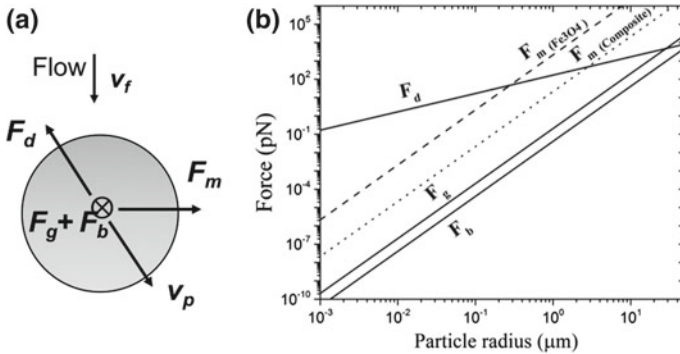 (a)
Flow
v_f
F_d
F_m
F_g + F_b
v_p
(b)
Force (pN)
10^6
10^2
10^-1
10^-4
10^-7
10^-10
F_d
F_m (Fe3O4)
F_m (Composite)
F_g
F_b
10^-3 10^-2 10^-1 10^0 10^1
Particle radius (μm)